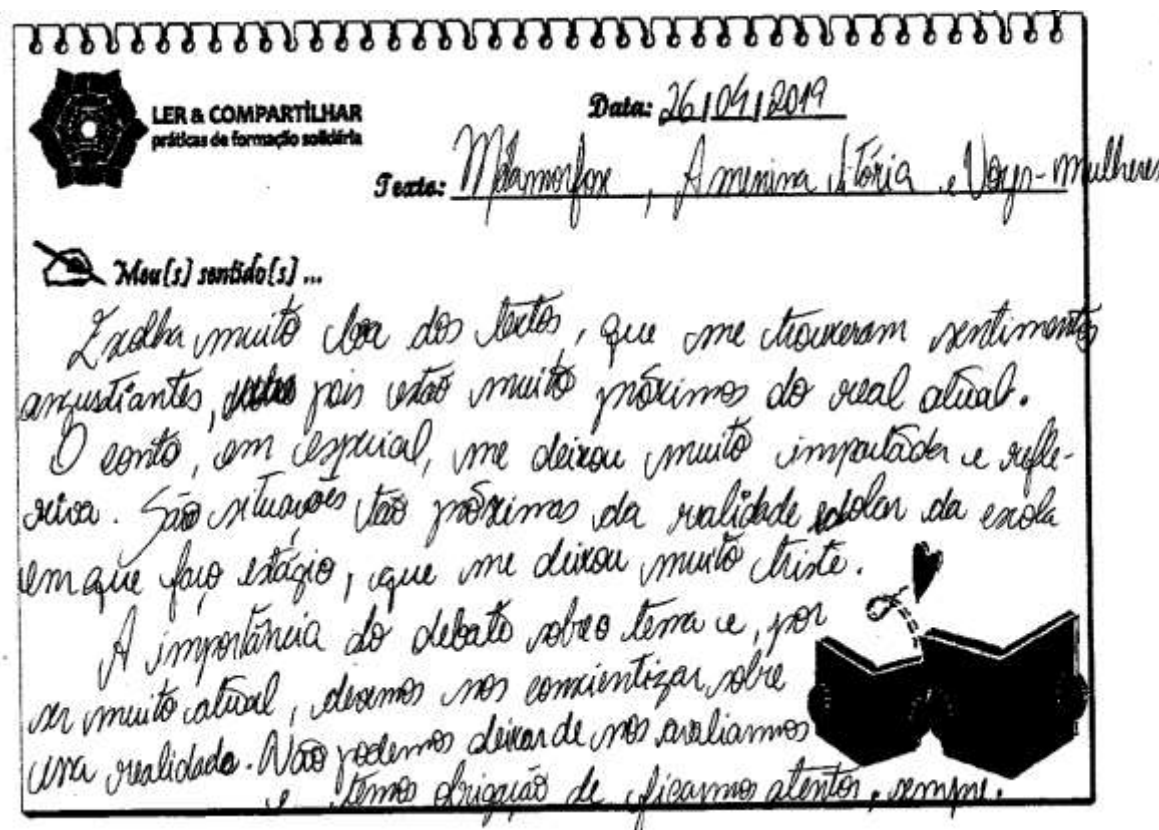 LER & COMPARTILHAR
práticas de formação solidária
Data: 26/04/2019
Texto: Metamorfose, A menina Vitória e Vozes-mulheres
Meu(s) sentido(s)...
Escolha muito boa dos textos, que me trouxeram sentimentos
angustiantes, pois estão muito próximos do real atual.
O conto, em especial, me deixou muito impactada e refle-
xiva. São situações tão próximas da realidade escolar da escola
em que faço estágio, que me deixou muito triste.
A importância do debate sobre o tema e, por
ser muito atual, devemos nos conscientizar sobre
essa realidade. Não podemos deixar de nos avaliarmos
e temos obrigação de ficarmos atentos, sempre.